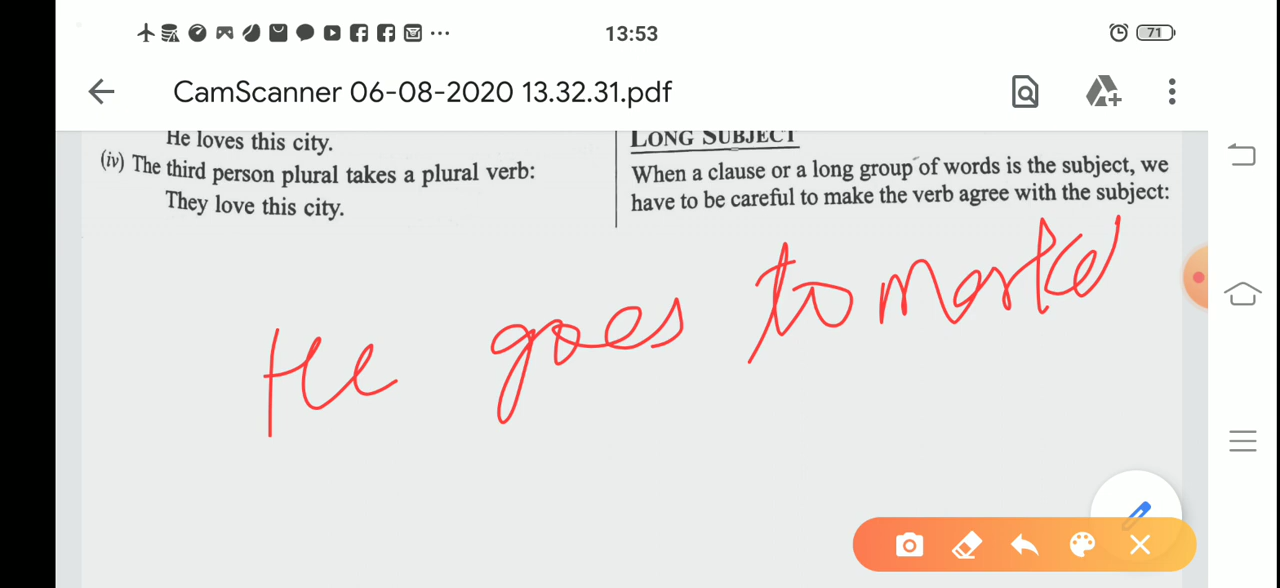 13:53
71
CamScanner 06-08-2020 13.32.31.pdf
He loves this city.
(iv) The third person plural takes a plural verb:
They love this city.
LONG SUBJECT
When a clause or a long group of words is the subject, we
have to be careful to make the verb agree with the subject:
He goes to market